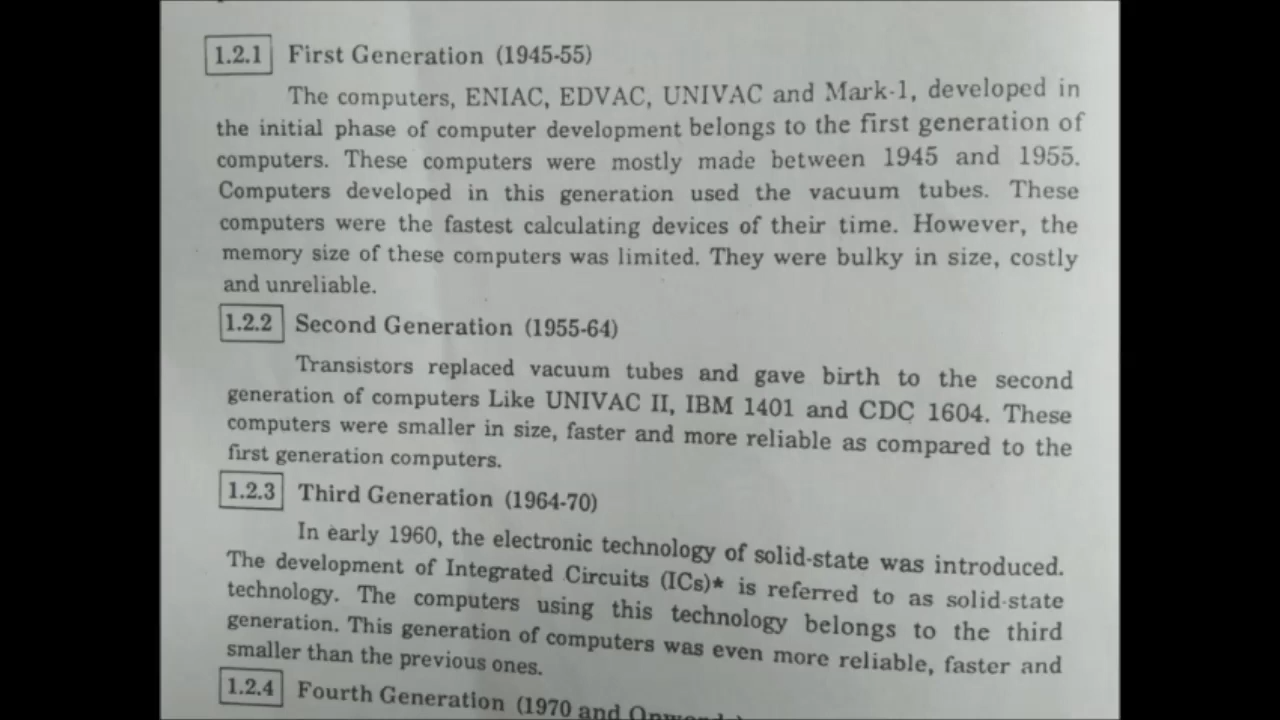 1.2.1 First Generation (1945-55)
The computers, ENIAC, EDVAC, UNIVAC and Mark-1, developed in
the initial phase of computer development belongs to the first generation of
computers. These computers were mostly made between 1945 and 1955.
Computers developed in this generation used the vacuum tubes. These
computers were the fastest calculating devices of their time. However, the
memory size of these computers was limited. They were bulky in size, costly
and unreliable.
1.2.2 Second Generation (1955-64)
Transistors replaced vacuum tubes and gave birth to the second
generation of computers Like UNIVAC II, IBM 1401 and CDC 1604. These
computers were smaller in size, faster and more reliable as compared to the
first generation computers.
1.2.3 Third Generation (1964-70)
In early 1960, the electronic technology of solid-state was introduced.
The development of Integrated Circuits (ICs)* is referred to as solid-state
technology. The computers using this technology belongs to the third
generation. This generation of computers was even more reliable, faster and
smaller than the previous ones.
1.2.4 Fourth Generation (1970 and